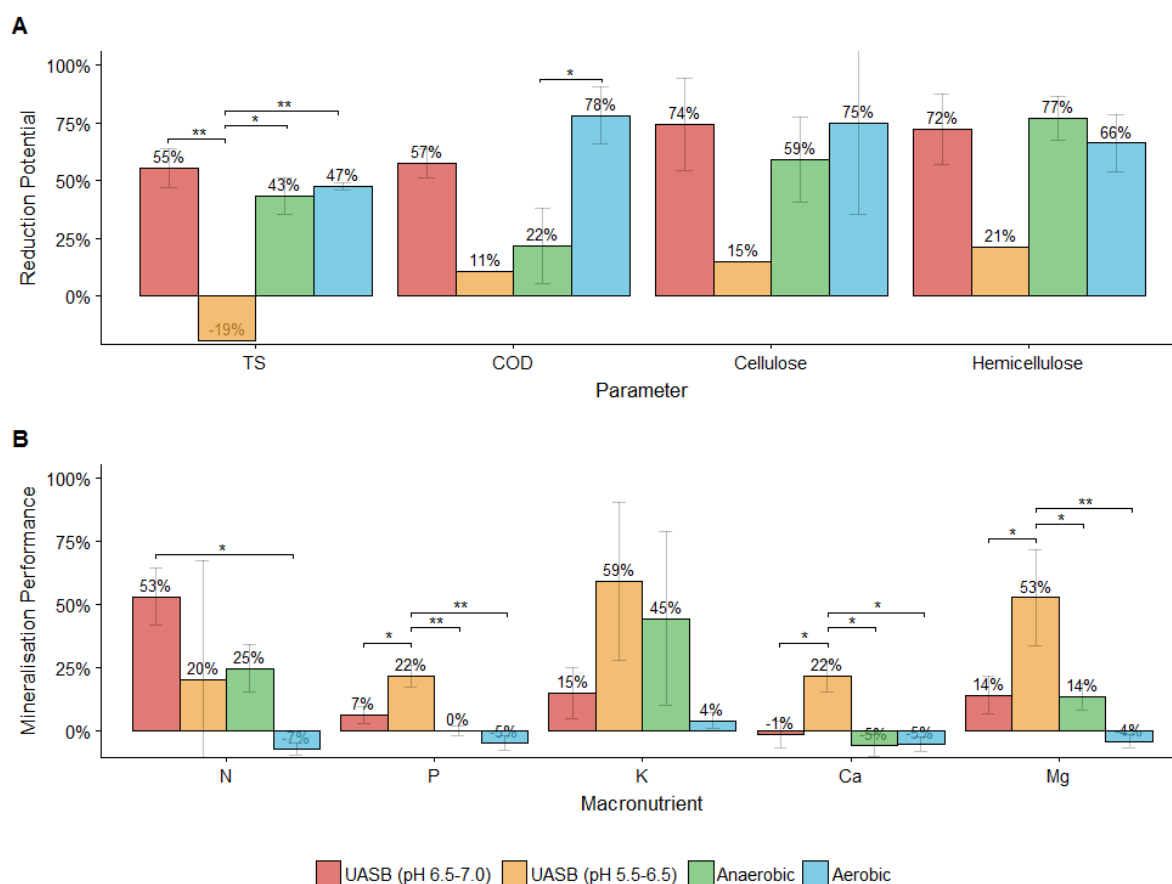 A
100%
75%
50%
25%
0%
Reduction Potential
** * ** *
55% -19% 43% 47%
57% 11% 22% 78%
74% 15% 59% 75%
72% 21% 77% 66%
TS COD Cellulose Hemicellulose
Parameter
B
100%
75%
50%
25%
0%
Mineralisation Performance
* * ** ** * * * * * **
53% 20% 25% -7%
7% 22% 0% -5%
15% 59% 45% 4%
-1% 22% -5% -5%
14% 53% 14% -4%
N P K Ca Mg
Macronutrient
UASB (pH 6.5-7.0) UASB (pH 5.5-6.5) Anaerobic Aerobic